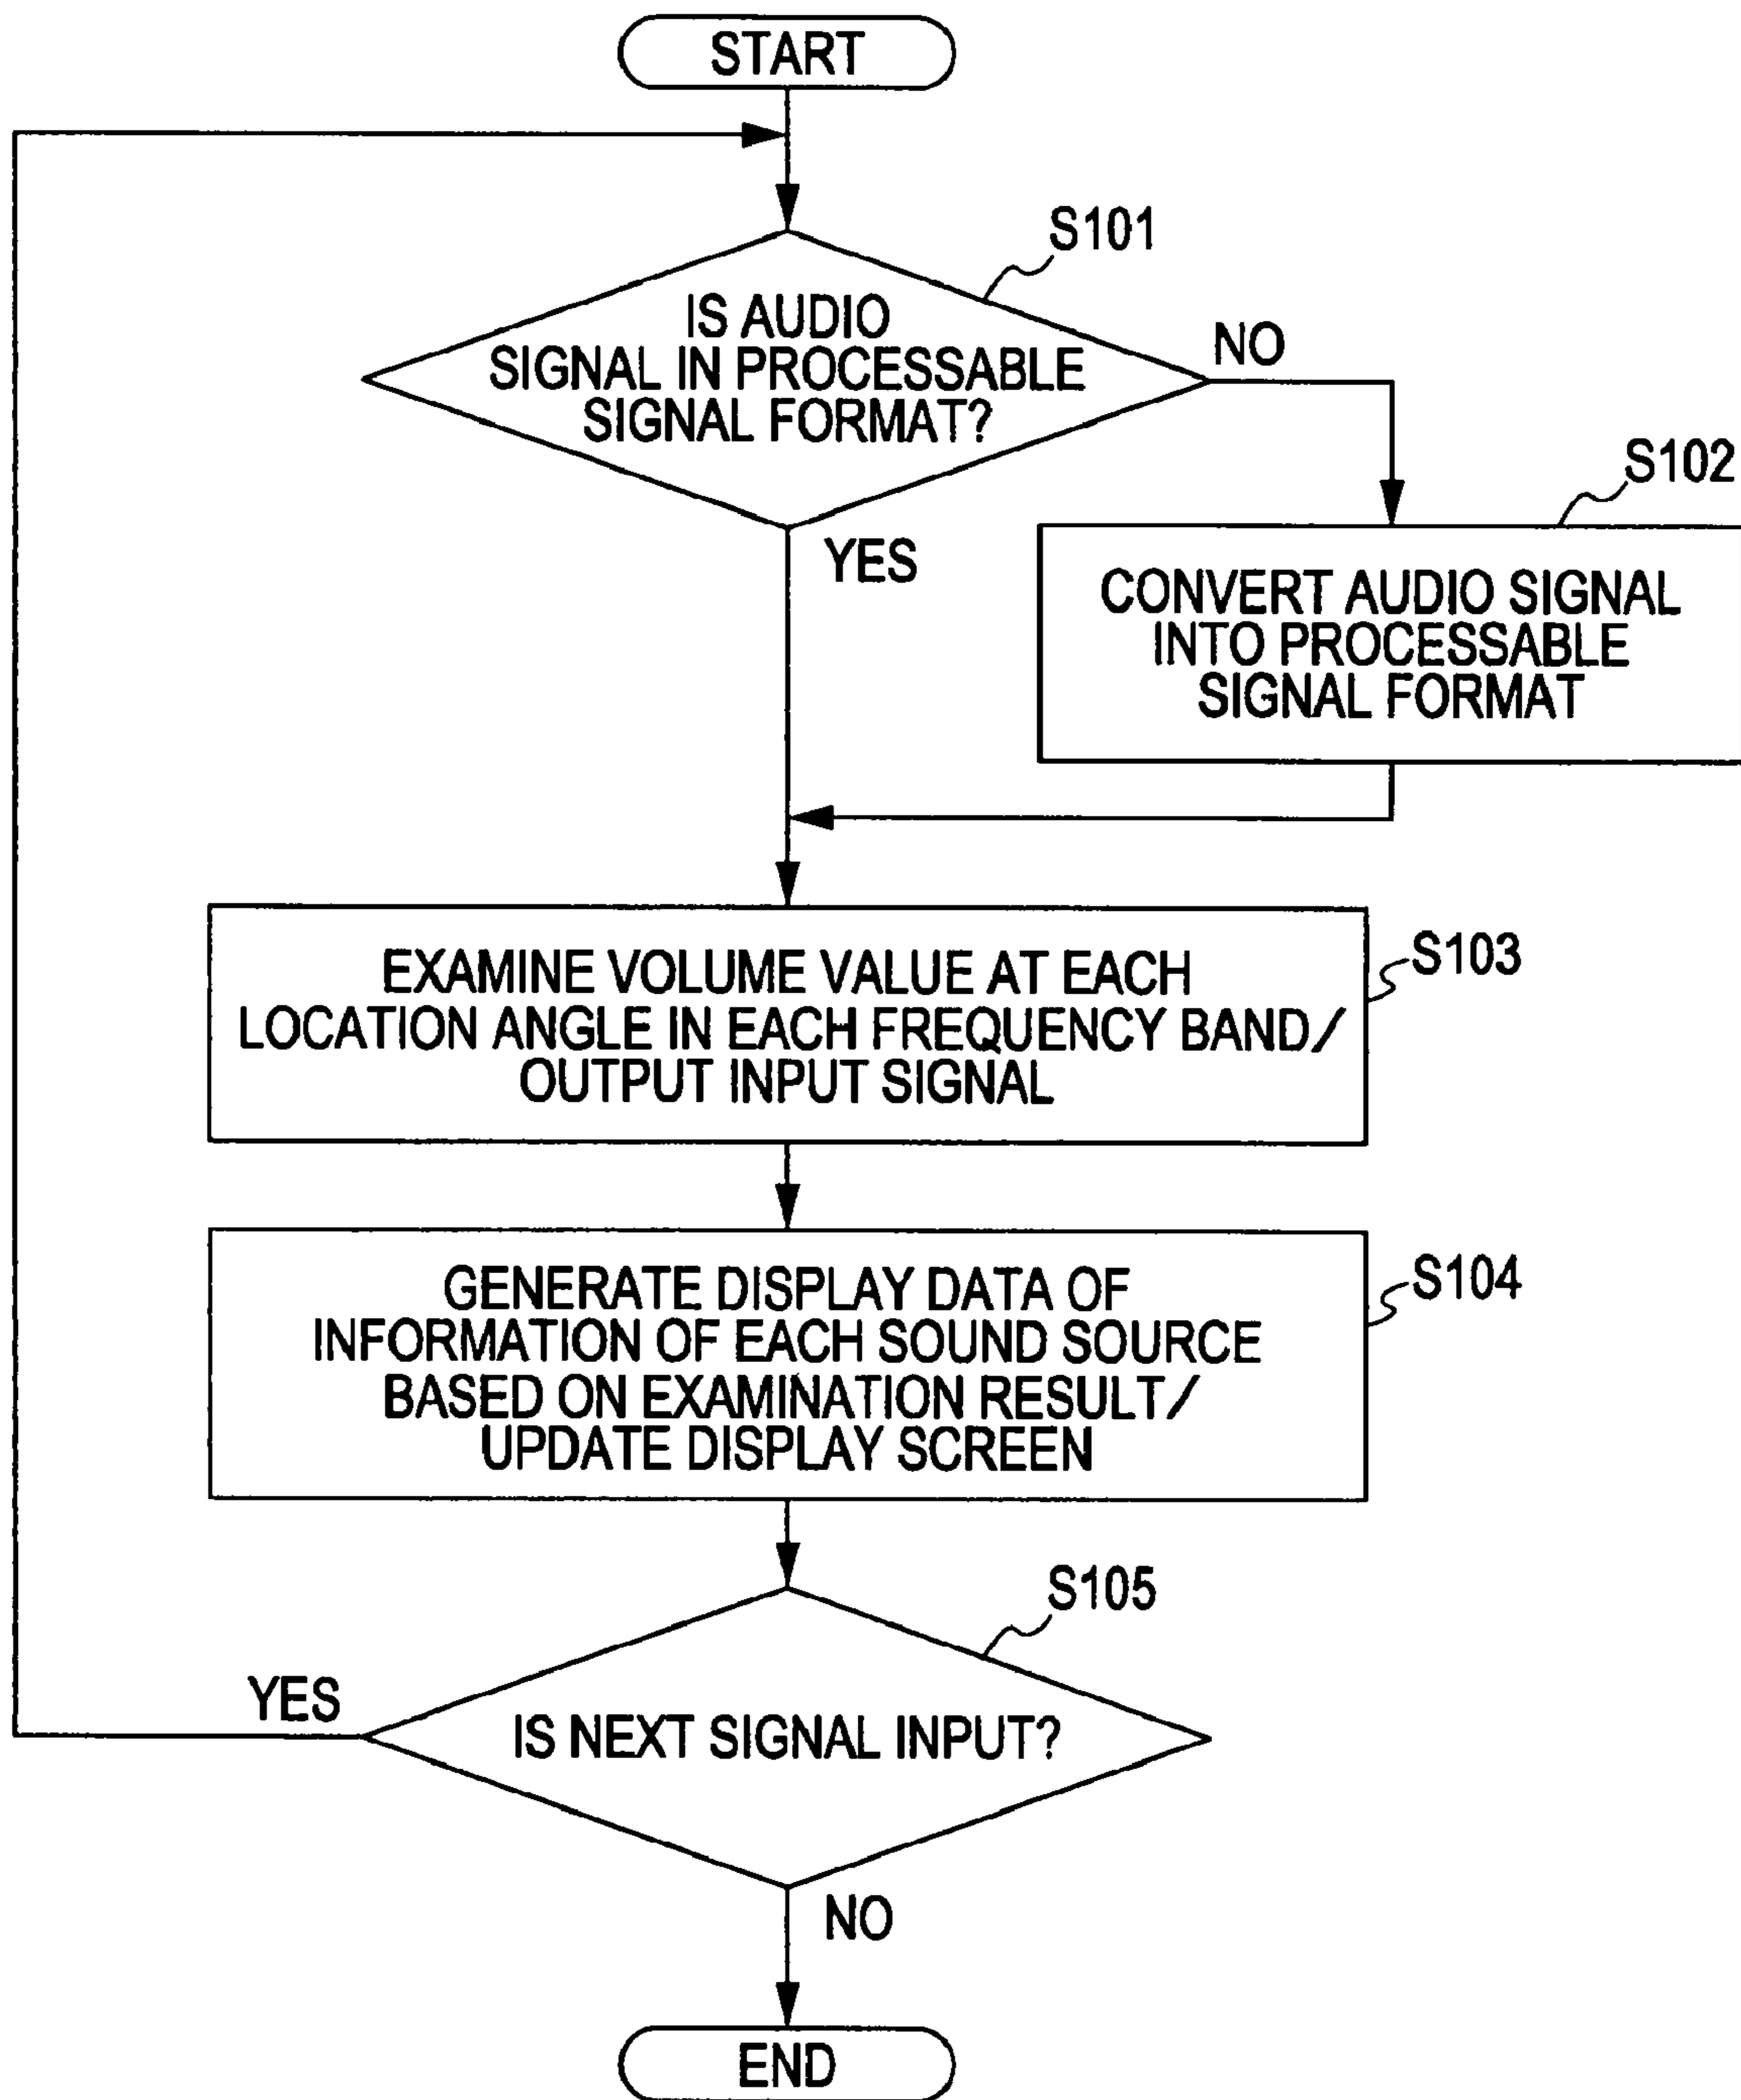 START
S101
IS AUDIO
SIGNAL IN PROCESSABLE
SIGNAL FORMAT?
NO
S102
YES
CONVERT AUDIO SIGNAL
INTO PROCESSABLE
SIGNAL FORMAT
S103
EXAMINE VOLUME VALUE AT EACH
LOCATION ANGLE IN EACH FREQUENCY BAND/
OUTPUT INPUT SIGNAL
S104
GENERATE DISPLAY DATA OF
INFORMATION OF EACH SOUND SOURCE
BASED ON EXAMINATION RESULT/
UPDATE DISPLAY SCREEN
S105
YES
IS NEXT SIGNAL INPUT?
NO
END